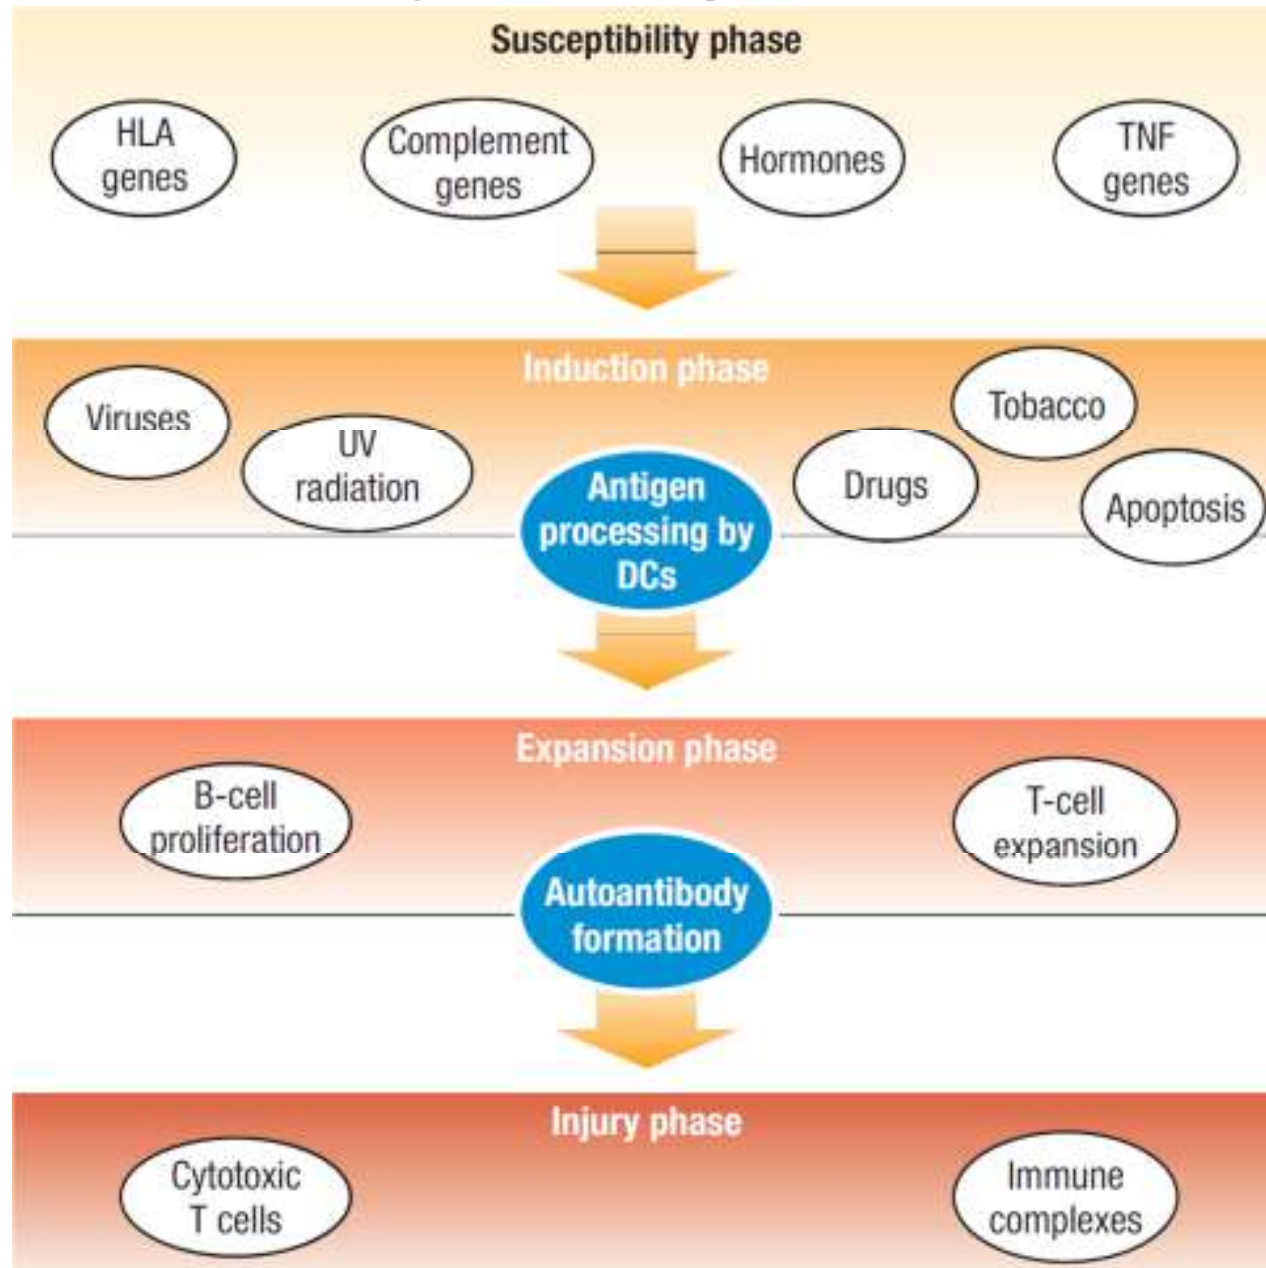 Susceptibility phase
HLA
genes
Complement
genes
Hormones
TNF
genes
Induction phase
Viruses
UV
radiation
Antigen
processing by
DCs
Drugs
Tobacco
Apoptosis
Expansion phase
B-cell
proliferation
T-cell
expansion
Autoantibody
formation
Injury phase
Cytotoxic
T cells
Immune
complexes